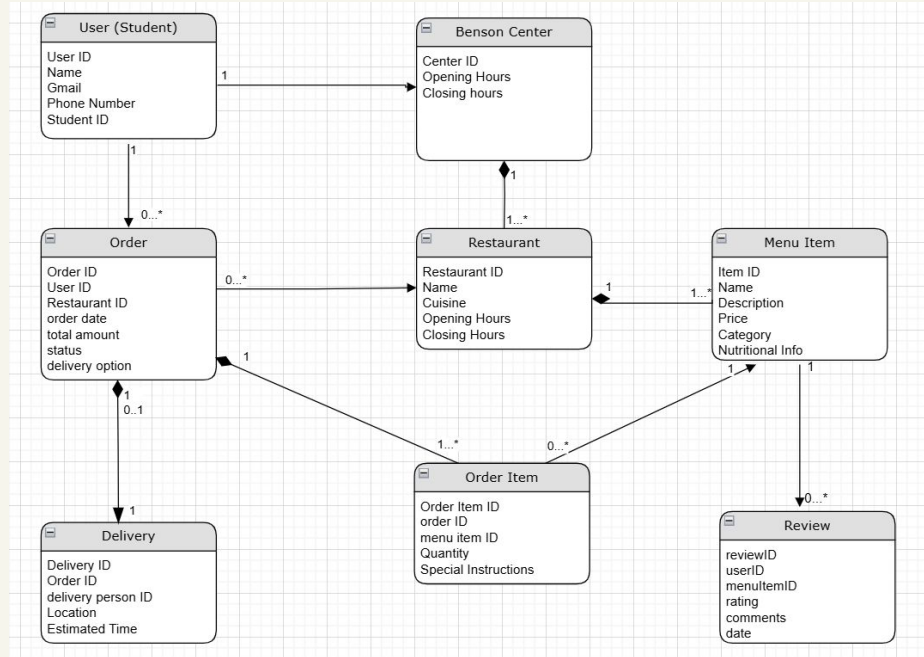 User (Student)
User ID
Name
Gmail
Phone Number
Student ID
1
Benson Center
Center ID
Opening Hours
Closing hours
1
0...*
1
1...*
Order
Order ID
User ID
Restaurant ID
order date
total amount
status
delivery option
0...*
Restaurant
Restaurant ID
Name
Cuisine
Opening Hours
Closing Hours
1
1...*
Menu Item
Item ID
Name
Description
Price
Category
Nutritional Info
1
1
0..1
1
1...*
0...*
1
1
0...*
Delivery
Delivery ID
Order ID
delivery person ID
Location
Estimated Time
Order Item
Order Item ID
order ID
menu item ID
Quantity
Special Instructions
Review
reviewID
userID
menuItemID
rating
comments
date